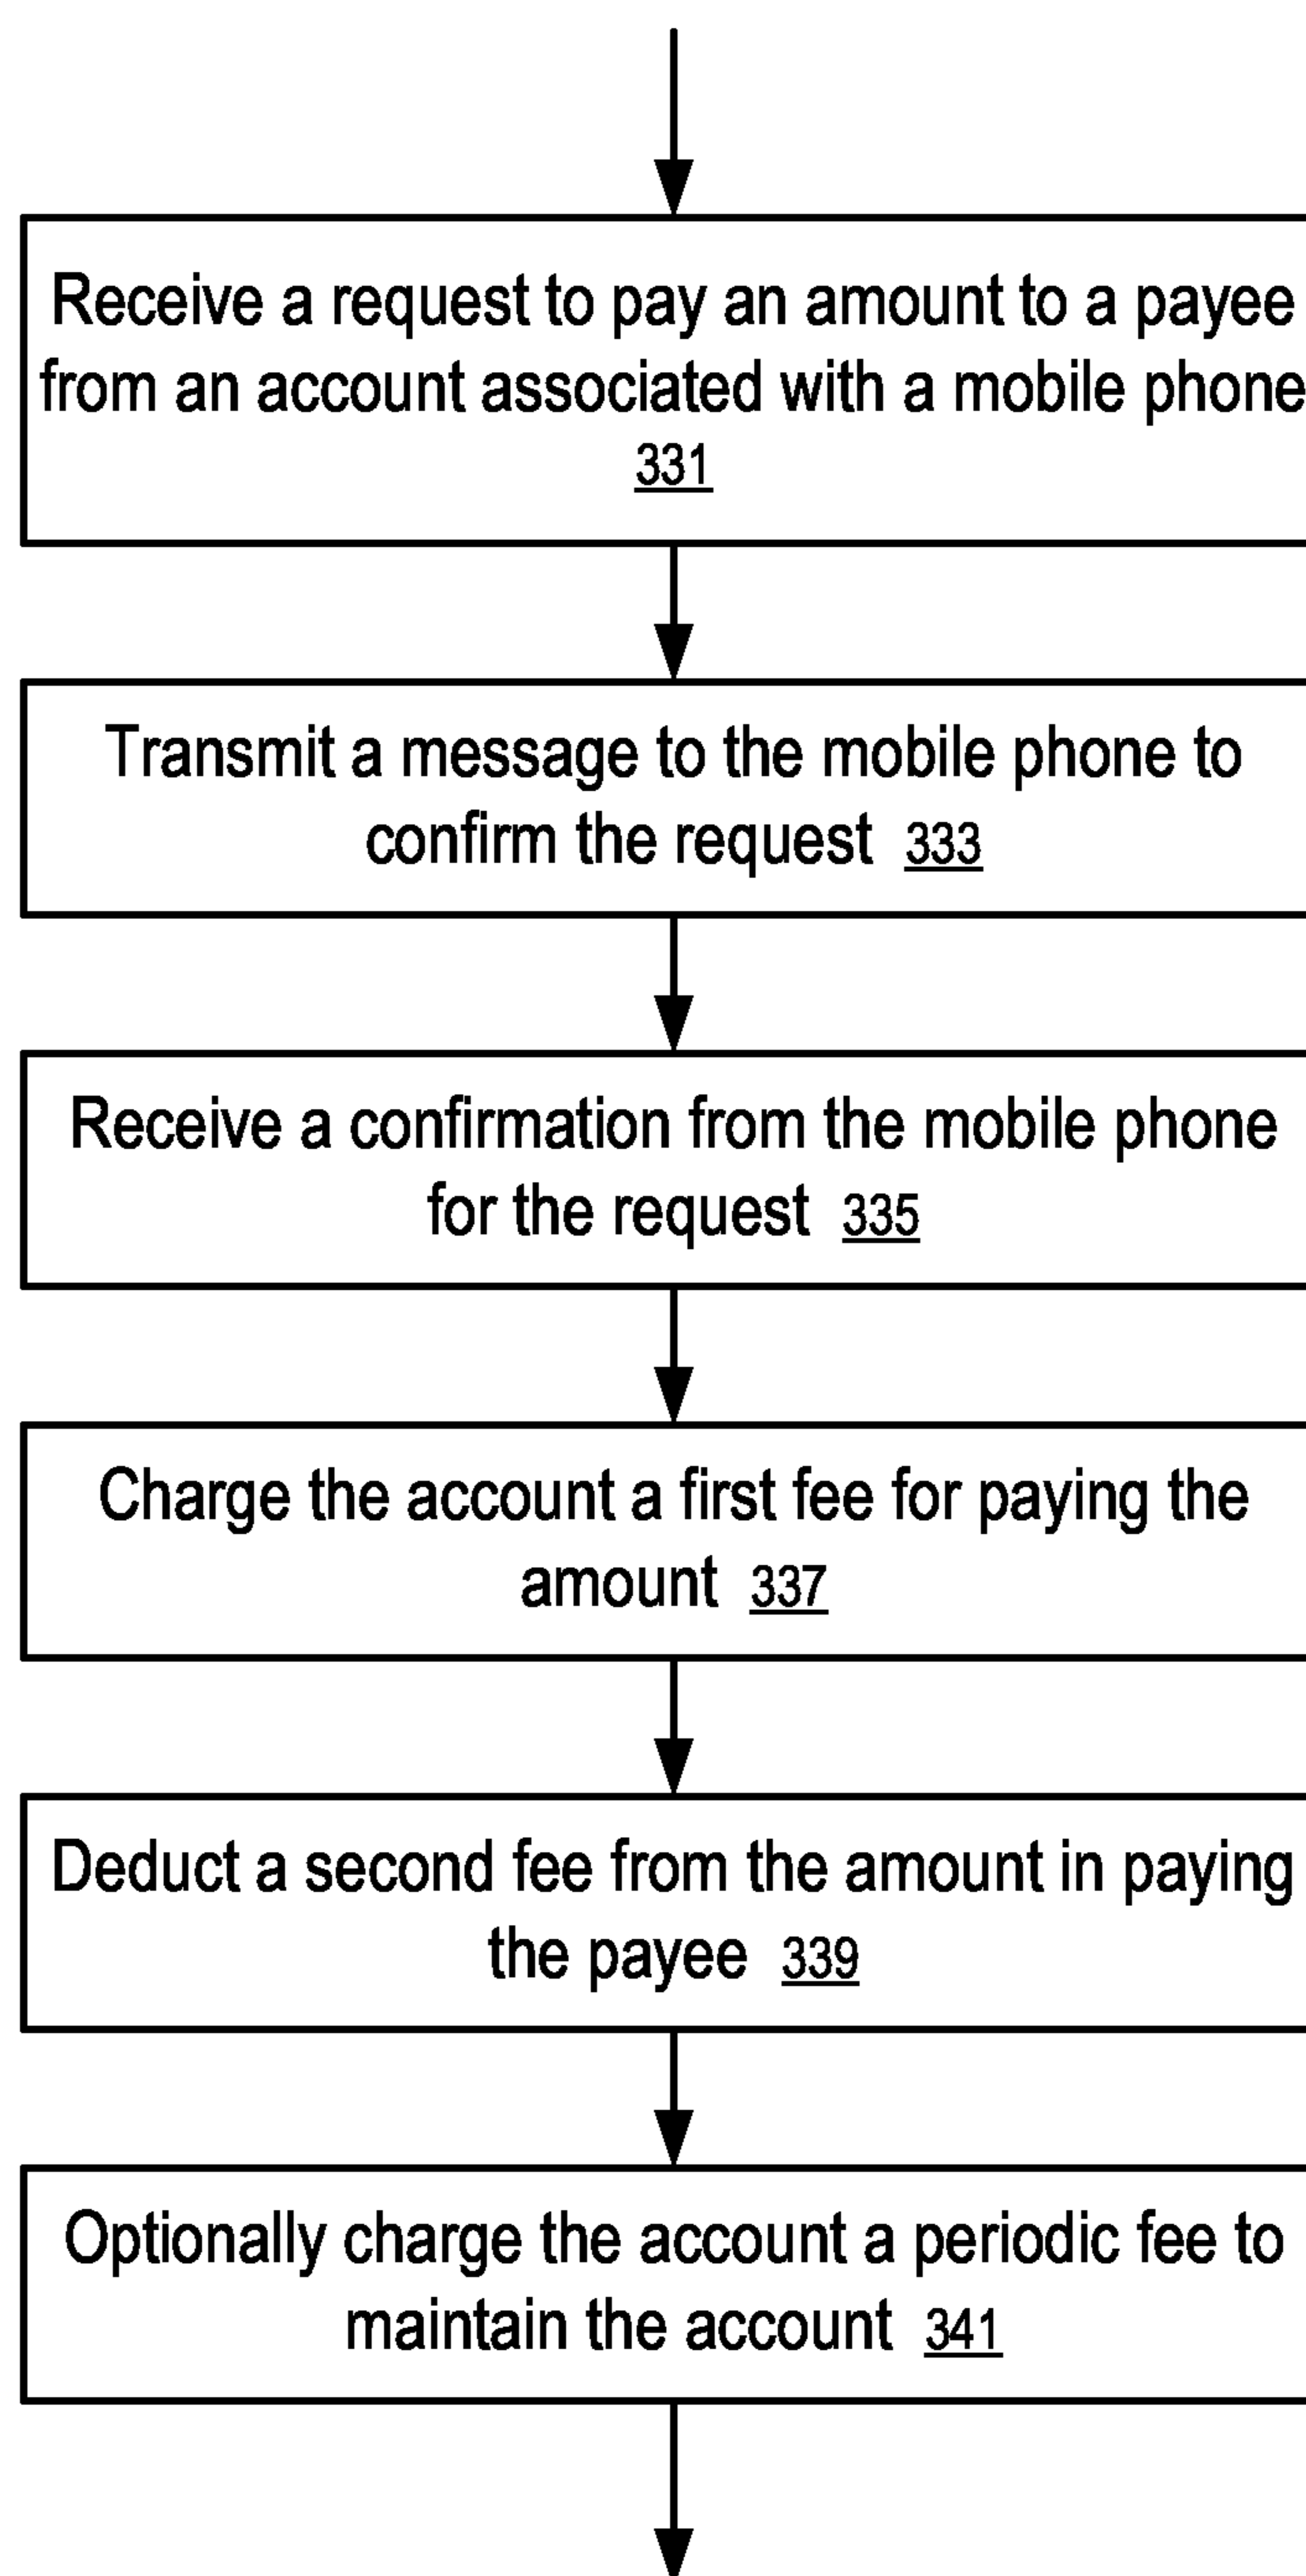 Receive a request to pay an amount to a payee
from an account associated with a mobile phone
331
Transmit a message to the mobile phone to
confirm the request 333
Receive a confirmation from the mobile phone
for the request 335
Charge the account a first fee for paying the
amount 337
Deduct a second fee from the amount in paying
the payee 339
Optionally charge the account a periodic fee to
maintain the account 341